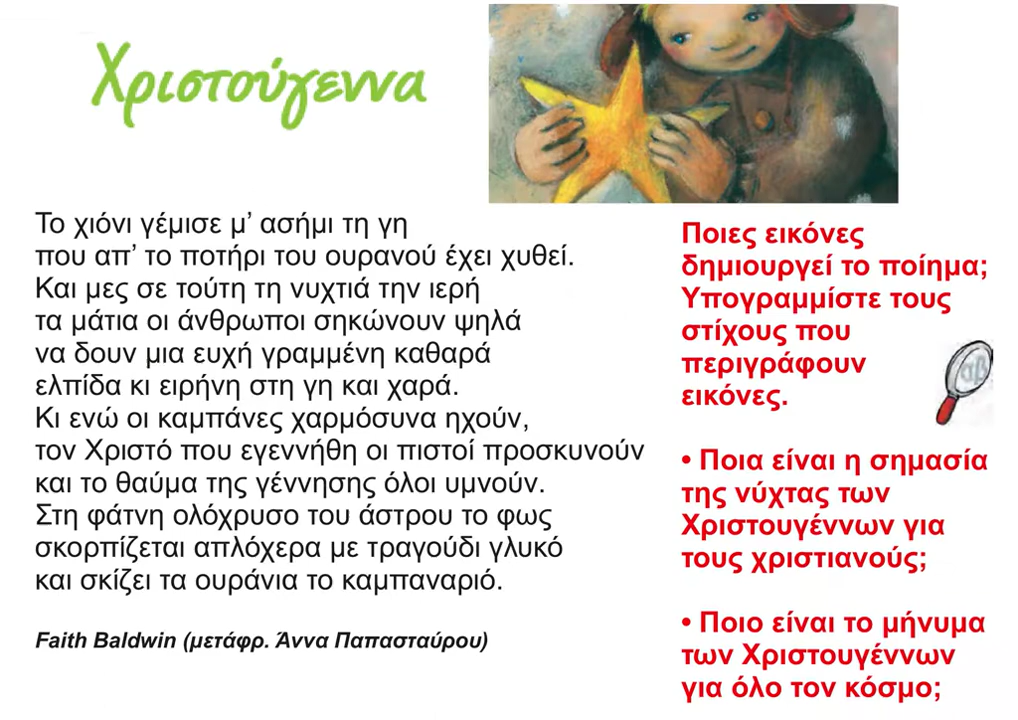 Χριστούγεννα
Το χιόνι γέμισε μ’ ασήμι τη γη
που απ’ το ποτήρι του ουρανού έχει χυθεί.
Και μες σε τούτη τη νυχτιά την ιερή
τα μάτια οι άνθρωποι σηκώνουν ψηλά
να δουν μια ευχή γραμμένη καθαρά
ελπίδα κι ειρήνη στη γη και χαρά.
Κι ενώ οι καμπάνες χαρμόσυνα ηχούν,
τον Χριστό που εγεννήθη οι πιστοί προσκυνούν
και το θαύμα της γέννησης όλοι υμνούν.
Στη φάτνη ολόχρυσο του άστρου το φως
σκορπίζεται απλόχερα με τραγούδι γλυκό
και σκίζει τα ουράνια το καμπαναριό.
Faith Baldwin (μετάφρ. Άννα Παπασταύρου)
Ποιες εικόνες
δημιουργεί το ποίημα;
Υπογραμμίστε τους
στίχους που
περιγράφουν
εικόνες.
αβ
• Ποια είναι η σημασία
της νύχτας των
Χριστουγέννων για
τους χριστιανούς;
• Ποιο είναι το μήνυμα
των Χριστουγέννων
για όλο τον κόσμο;